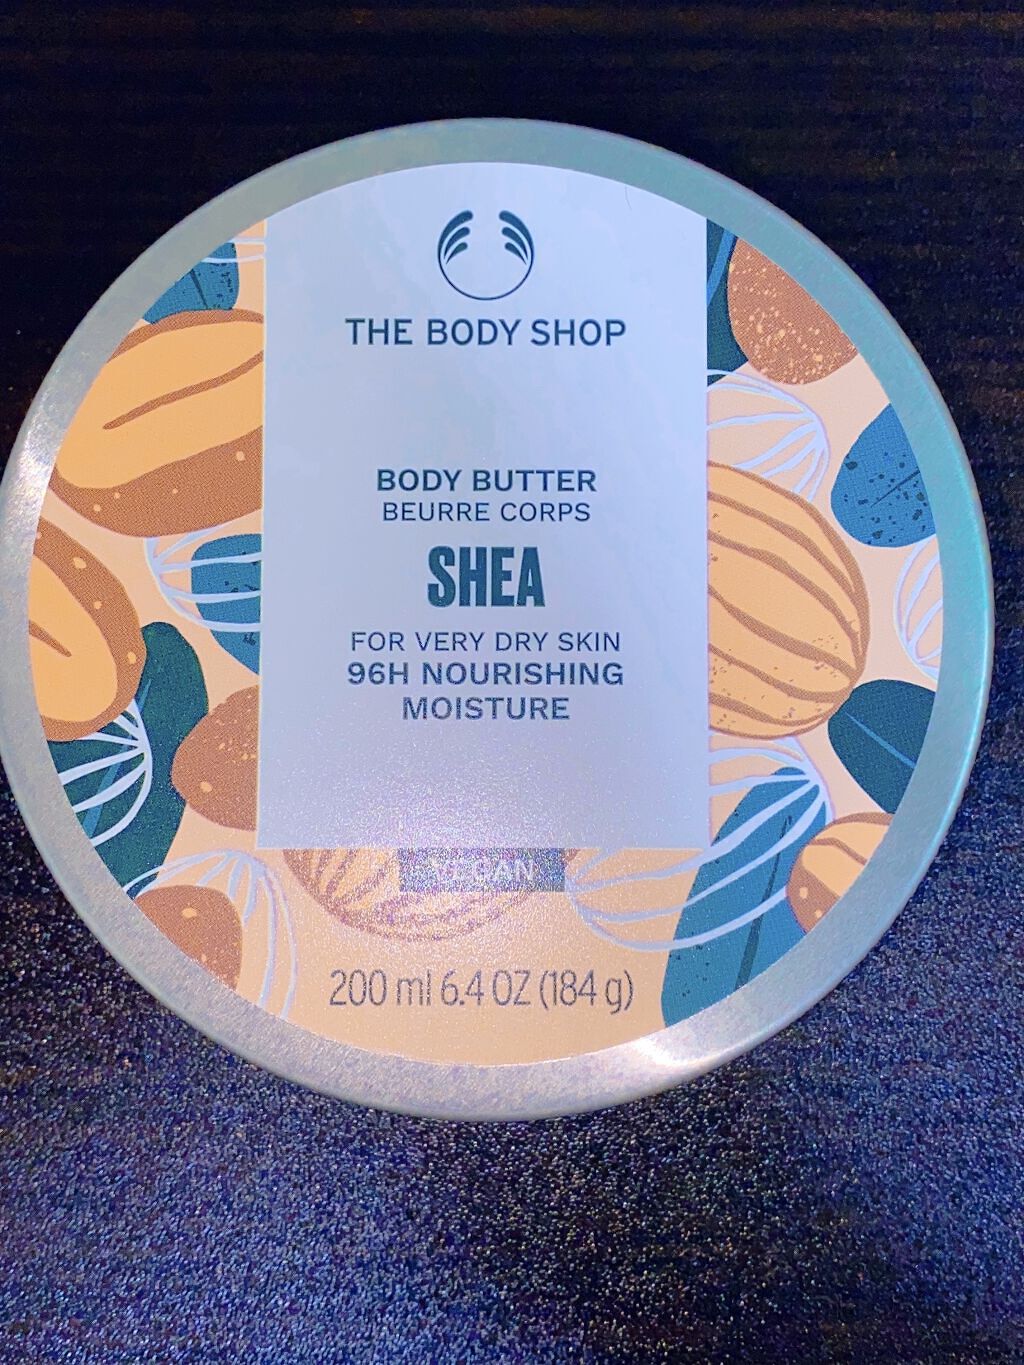 THE BODY SHOP
BODY BUTTER
BEURRE CORPS
SHEA
FOR VERY DRY SKIN
96H NOURISHING
MOISTURE
VEGAN
200 ml 6.4 OZ (184 g)